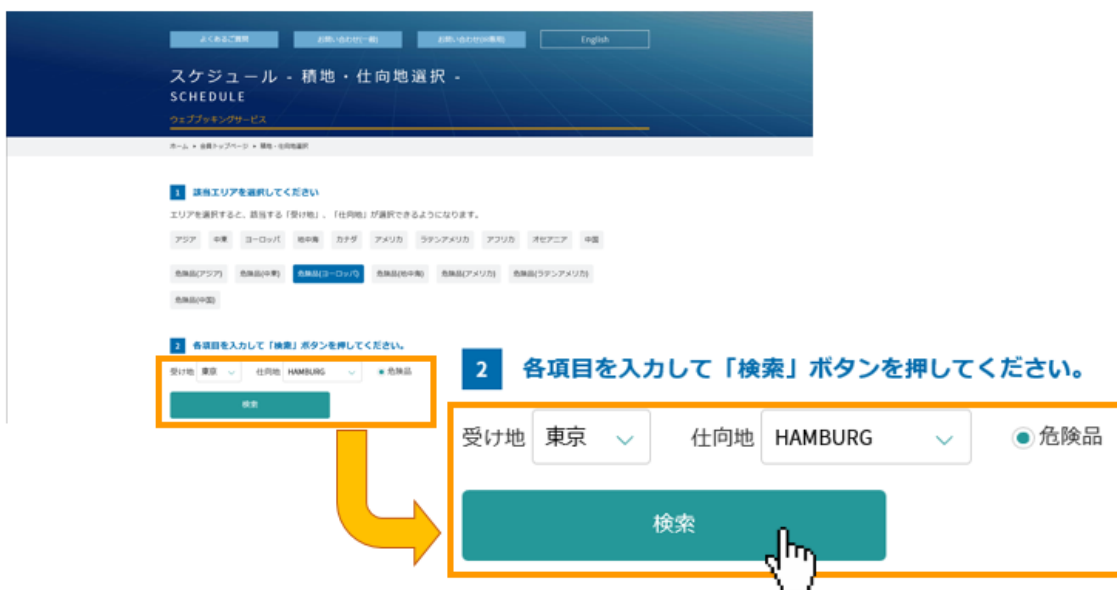 よくあるご質問 お問い合わせ(一般) お問い合わせ(IR専用) English
スケジュール - 積地・仕向地選択 -
SCHEDULE
ウェブブッキングサービス
ホーム 会員トップページ 積地・仕向地選択
1 該当エリアを選択してください
エリアを選択すると、該当する「受け地」、「仕向地」が選択できるようになります。
アジア 中東 ヨーロッパ 地中海 カナダ アメリカ ラテンアメリカ アフリカ オセアニア 中国
危険品(アジア) 危険品(中東) 危険品(ヨーロッパ) 危険品(地中海) 危険品(アメリカ) 危険品(ラテンアメリカ)
危険品(中国)
2 各項目を入力して「検索」ボタンを押してください。
受け地 東京 仕向地 HAMBURG 危険品
検索
2 各項目を入力して「検索」ボタンを押してください。
受け地 東京 仕向地 HAMBURG 危険品
検索